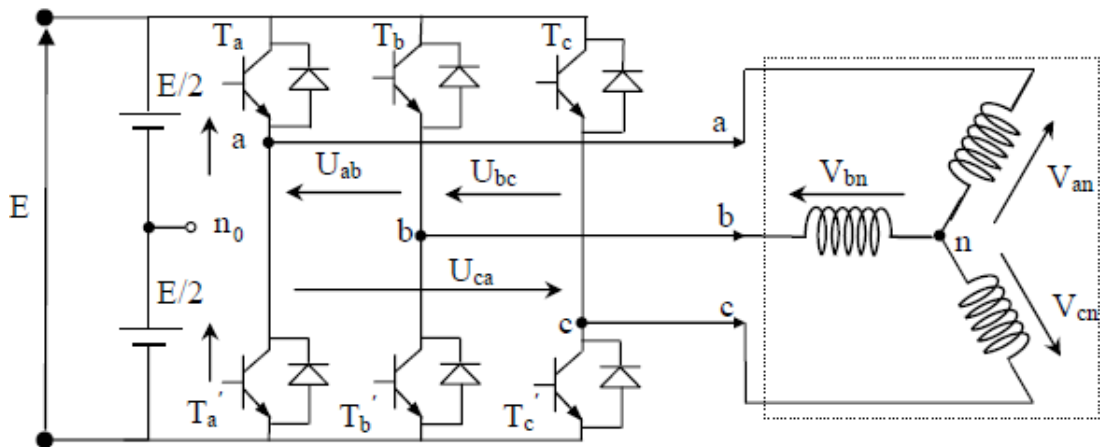 Ta Tb Tc
E/2
a a
Uab Ubc Vbn Van
E n0
b b n
E/2 Uca
c c Vcn
Ta' Tb' Tc'